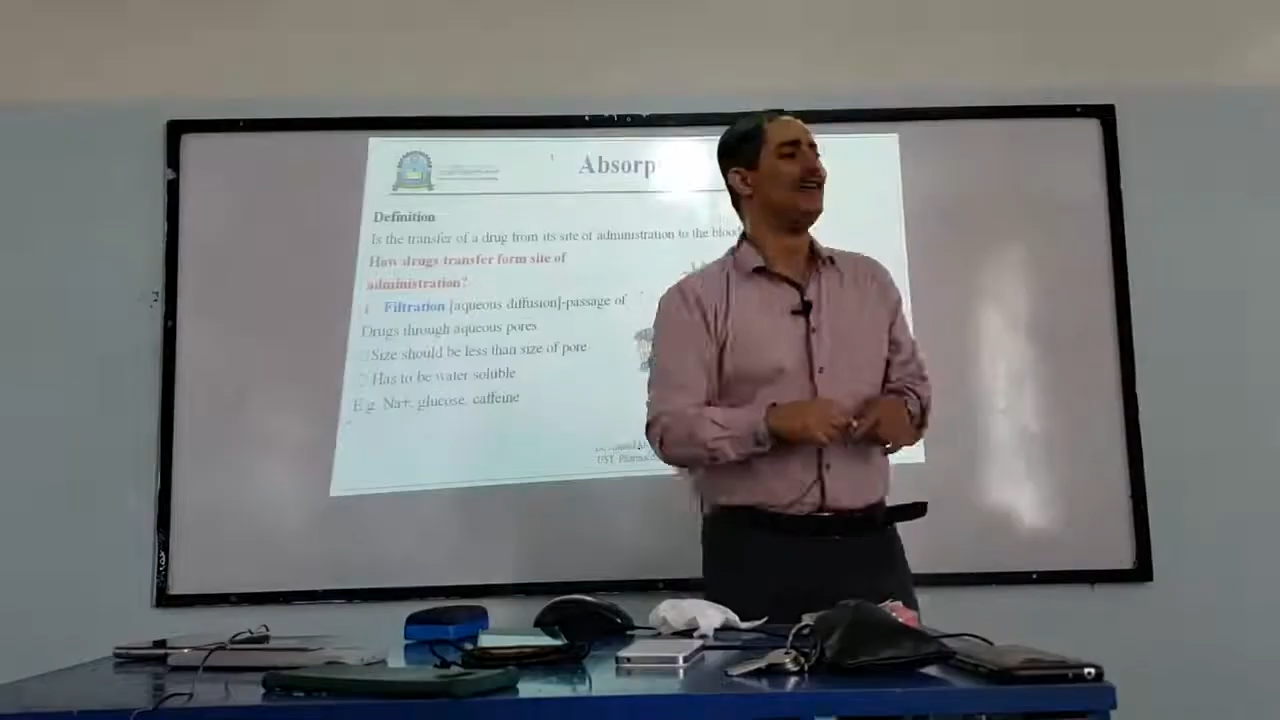 Absorp
Definition
Is the transfer of a drug from its site of administration to the blood
How drugs transfer form site of
administration?
Filtration [aqueous diffusion]-passage of
Drugs through aqueous pores
Size should be less than size of pore
Has to be water soluble
E.g. Na+, glucose, caffeine
UST, Pharmac